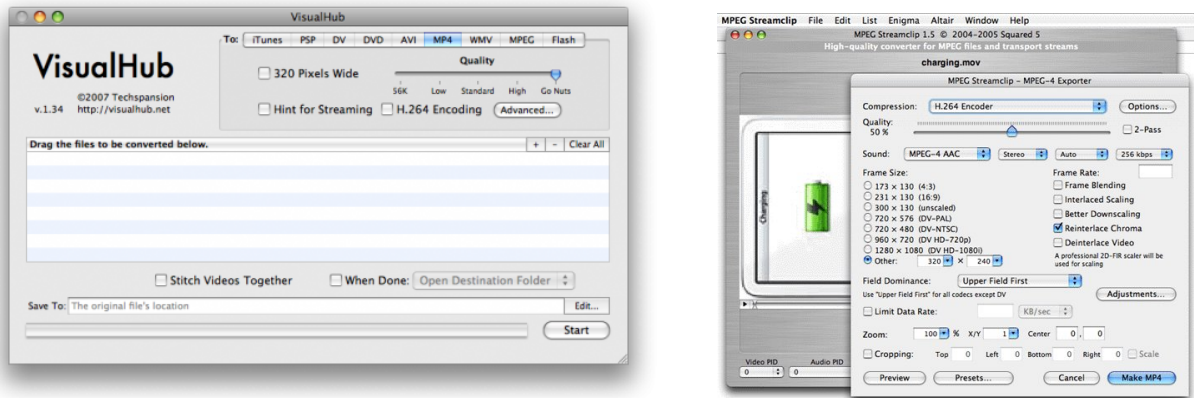 VisualHub
To: iTunes PSP DV DVD AVI MP4 WMV MPEG Flash
VisualHub
320 Pixels Wide
Quality
56K Low Standard High Go Nuts
©2007 Techspansion
v.1.34 http://visualhub.net
Hint for Streaming H.264 Encoding Advanced...
Drag the files to be converted below. + - Clear All
Stitch Videos Together When Done: Open Destination Folder
Save To: The original file's location Edit...
Start
MPEG Streamclip File Edit List Enigma Altair Window Help
MPEG Streamclip 1.5 © 2004-2005 Squared 5
High-quality converter for MPEG files and transport streams
charging.mov
Charging
Video PID Audio PID
0 0
MPEG Streamclip - MPEG-4 Exporter
Compression: H.264 Encoder Options...
Quality:
50 % 2-Pass
Sound: MPEG-4 AAC Stereo Auto 256 kbps
Frame Size: Frame Rate:
173 × 130 (4:3) Frame Blending
231 × 130 (16:9) Interlaced Scaling
300 × 130 (unscaled) Better Downscaling
720 × 576 (DV-PAL) Reinterlace Chroma
720 × 480 (DV-NTSC) Deinterlace Video
960 × 720 (DV HD-720p)
1280 × 1080 (DV HD-1080i)
Other: 320 × 240
A professional 2D-FIR scaler will be
used for scaling
Field Dominance: Upper Field First
Use "Upper Field First" for all codecs except DV Adjustments...
Limit Data Rate: KB/sec
Zoom: 100 % X/Y 1 Center 0 , 0
Cropping: Top 0 Left 0 Bottom 0 Right 0 Scale
Preview Presets... Cancel Make MP4